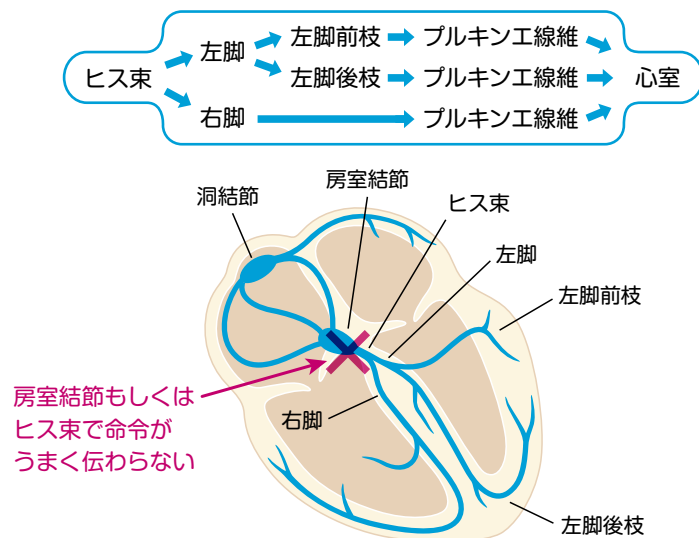 左脚前枝
プルキンエ線維
左脚
ヒス束
左脚後枝
プルキンエ線維
心室
右脚
プルキンエ線維
房室結節
洞結節
ヒス束
左脚
左脚前枝
房室結節もしくは
ヒス束で命令が
うまく伝わらない
右脚
左脚後枝